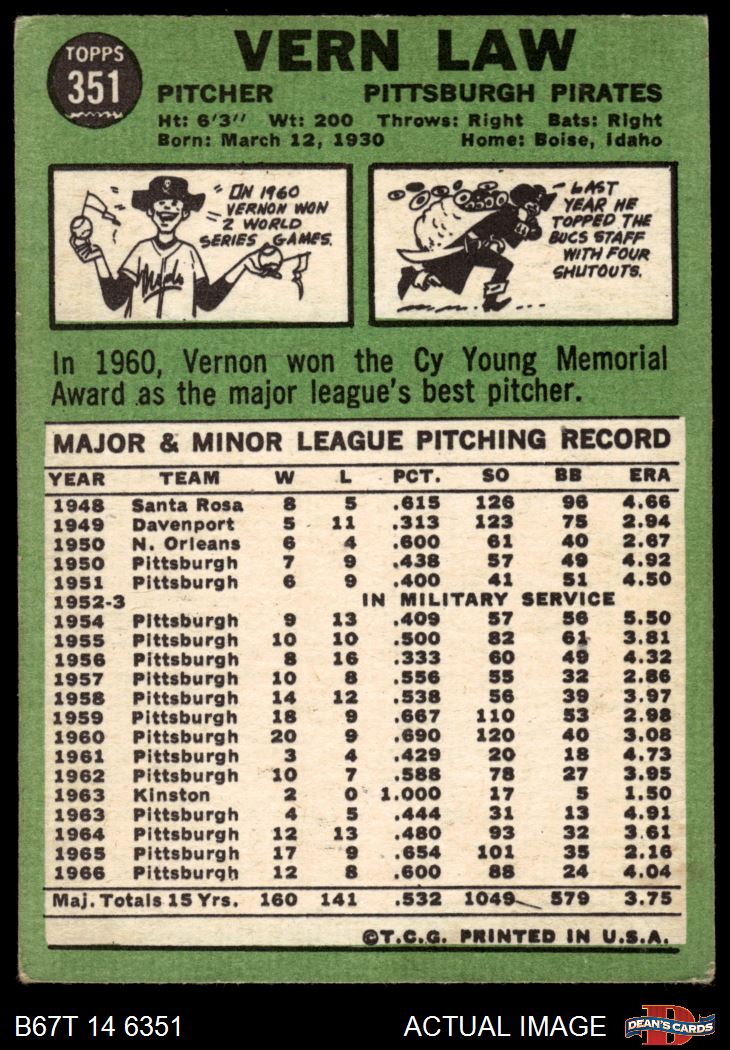 TOPPS
351
VERN LAW
PITCHER PITTSBURGH PIRATES
Ht: 6'3" Wt: 200 Throws: Right Bats: Right
Born: March 12, 1930 Home: Boise, Idaho
"IN 1960
VERNON WON
2 WORLD
SERIES GAMES.
LAST
YEAR HE
TOPPED THE
BUCS STAFF
WITH FOUR
SHUTOUTS.
In 1960, Vernon won the Cy Young Memorial
Award as the major league's best pitcher.
MAJOR & MINOR LEAGUE PITCHING RECORD
YEAR TEAM W L PCT. SO BB ERA
1948 Santa Rosa 8 5 .615 126 96 4.66
1949 Davenport 5 11 .313 123 75 2.94
1950 N. Orleans 6 4 .600 61 40 2.67
1950 Pittsburgh 7 9 .438 57 49 4.92
1951 Pittsburgh 6 9 .400 41 51 4.50
1952-3 IN MILITARY SERVICE
1954 Pittsburgh 9 13 .409 57 56 5.50
1955 Pittsburgh 10 10 .500 82 61 3.81
1956 Pittsburgh 8 16 .333 60 49 4.32
1957 Pittsburgh 10 8 .556 55 32 2.86
1958 Pittsburgh 14 12 .538 56 39 3.97
1959 Pittsburgh 18 9 .667 110 53 2.98
1960 Pittsburgh 20 9 .690 120 40 3.08
1961 Pittsburgh 3 4 .429 20 18 4.73
1962 Pittsburgh 10 7 .588 78 27 3.95
1963 Kinston 2 0 1.000 17 5 1.50
1963 Pittsburgh 4 5 .444 31 13 4.91
1964 Pittsburgh 12 13 .480 93 32 3.61
1965 Pittsburgh 17 9 .654 101 35 2.16
1966 Pittsburgh 12 8 .600 88 24 4.04
Maj. Totals 15 Yrs. 160 141 .532 1049 579 3.75
©T.C.G. PRINTED IN U.S.A.
B67T 14 6351 ACTUAL IMAGE
DEAN'S CARDS